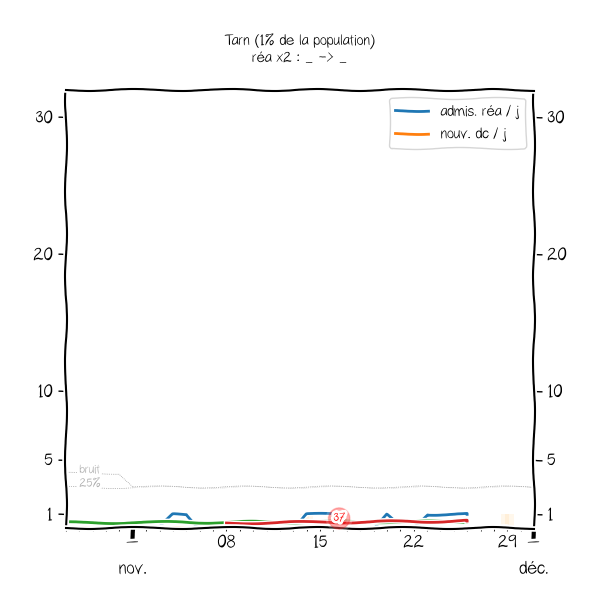 Tarn (1% de la population)
réa x2 : _ -> _
admis. réa / j
nouv. dc / j
30 30
20 20
10 10
5 5
bruit
25%
1 1
37
08 15 22 29
nov. déc.